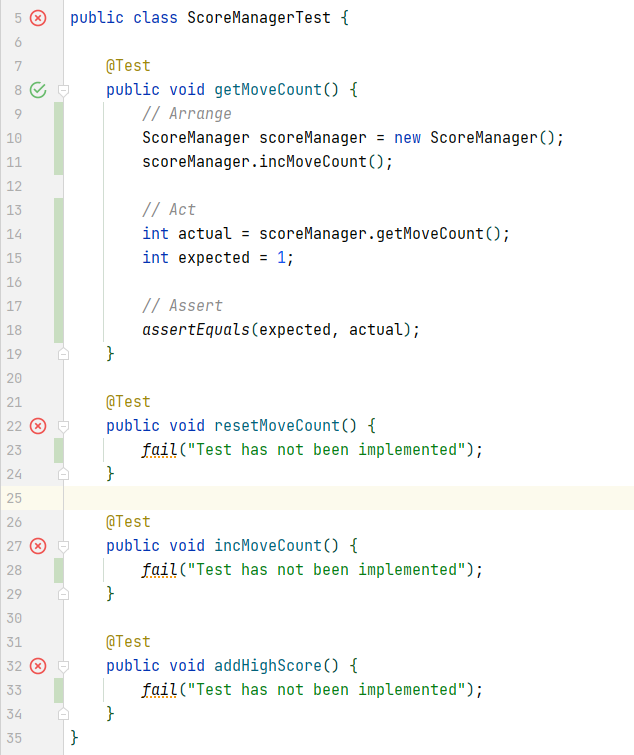 5 public class ScoreManagerTest {
6
7 @Test
8 public void getMoveCount() {
9 // Arrange
10 ScoreManager scoreManager = new ScoreManager();
11 scoreManager.incMoveCount();
12
13 // Act
14 int actual = scoreManager.getMoveCount();
15 int expected = 1;
16
17 // Assert
18 assertEquals(expected, actual);
19 }
20
21 @Test
22 public void resetMoveCount() {
23 fail("Test has not been implemented");
24 }
25
26 @Test
27 public void incMoveCount() {
28 fail("Test has not been implemented");
29 }
30
31 @Test
32 public void addHighScore() {
33 fail("Test has not been implemented");
34 }
35 }